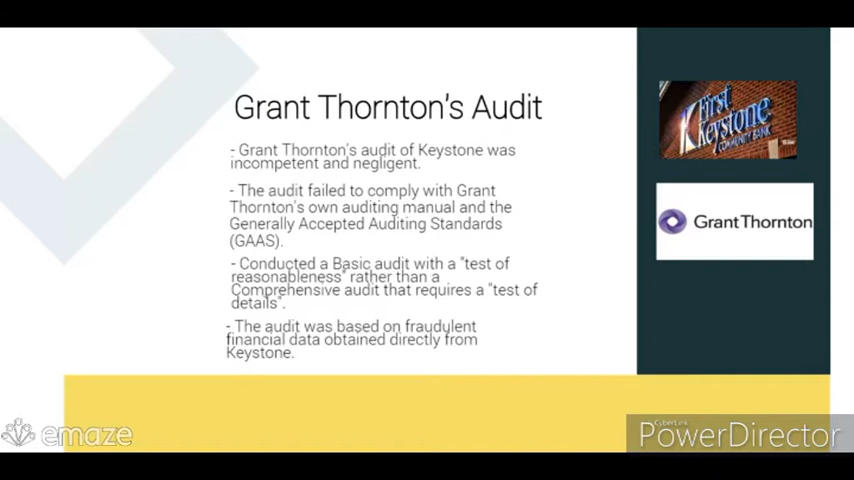 Grant Thornton's Audit
- Grant Thornton's audit of Keystone was
incompetent and negligent.
- The audit failed to comply with Grant
Thornton's own auditing manual and the
Generally Accepted Auditing Standards
(GAAS).
- Conducted a Basic audit with a "test of
reasonableness" rather than a
Comprehensive audit that requires a "test of
details".
- The audit was based on fraudulent
financial data obtained directly from
Keystone.
First
Keystone
COMMUNITY BANK
Grant Thornton
emaze
CyberLink
PowerDirector